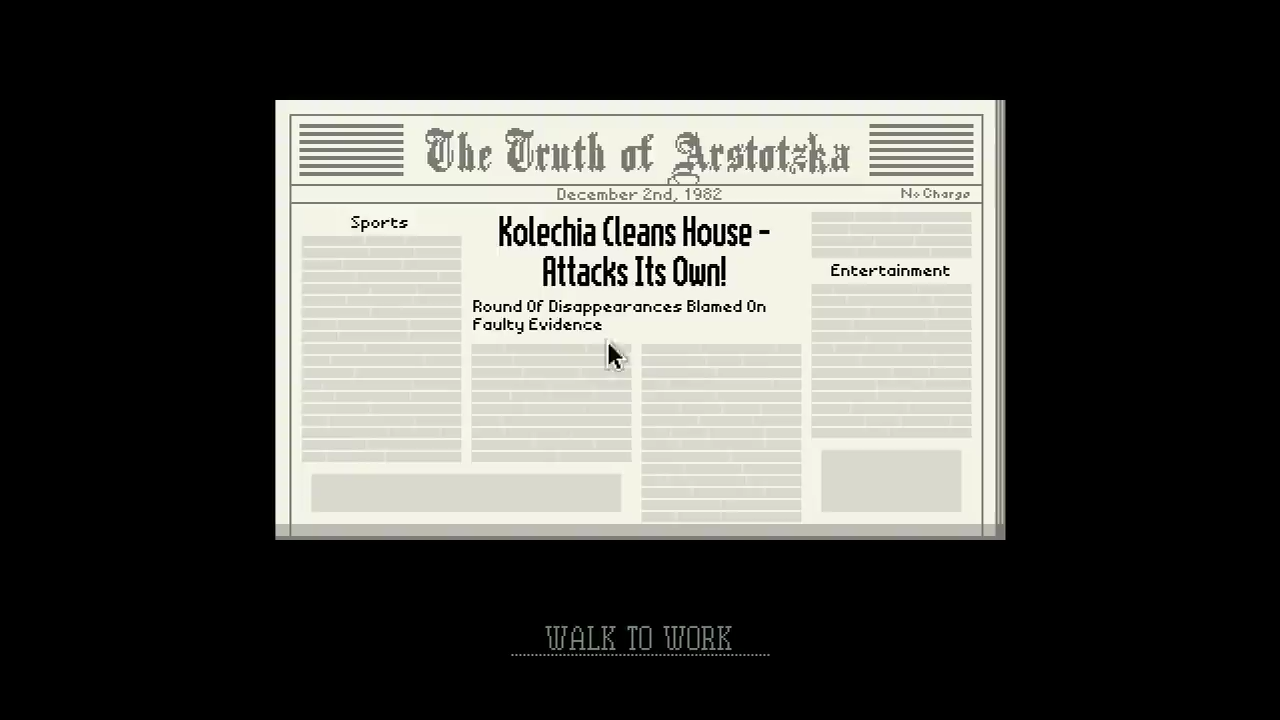 The Truth of Arstotzka
December 2nd, 1982
No Charge
Sports
Kolechia Cleans House -
Attacks Its Own!
Round Of Disappearances Blamed On
Faulty Evidence
Entertainment
WALK TO WORK